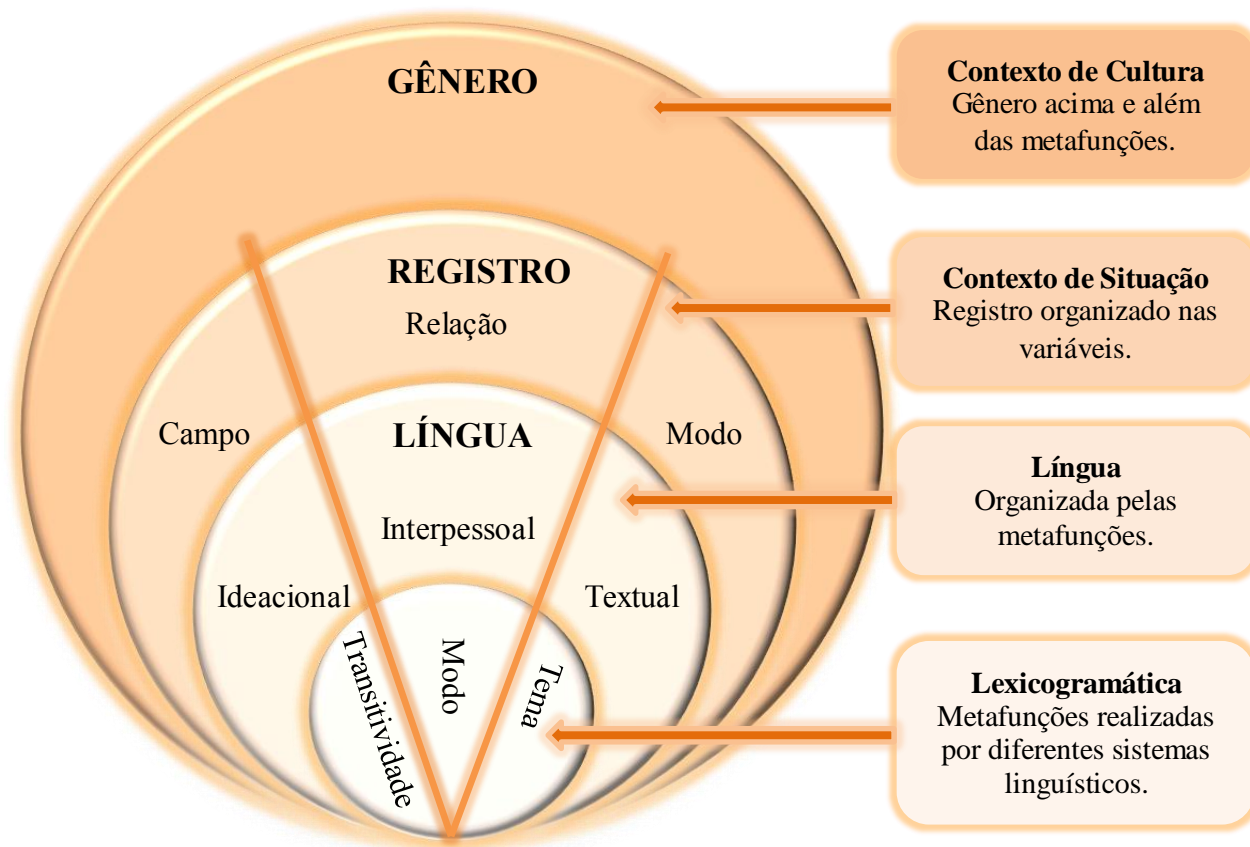 GÊNERO
REGISTRO
Relação
Campo
Modo
LÍNGUA
Interpessoal
Ideacional
Textual
Transitividade
Modo
Tema
Contexto de Cultura
Gênero acima e além
das metafunções.
Contexto de Situação
Registro organizado nas
variáveis.
Língua
Organizada pelas
metafunções.
Lexicogramática
Metafunções realizadas
por diferentes sistemas
linguísticos.